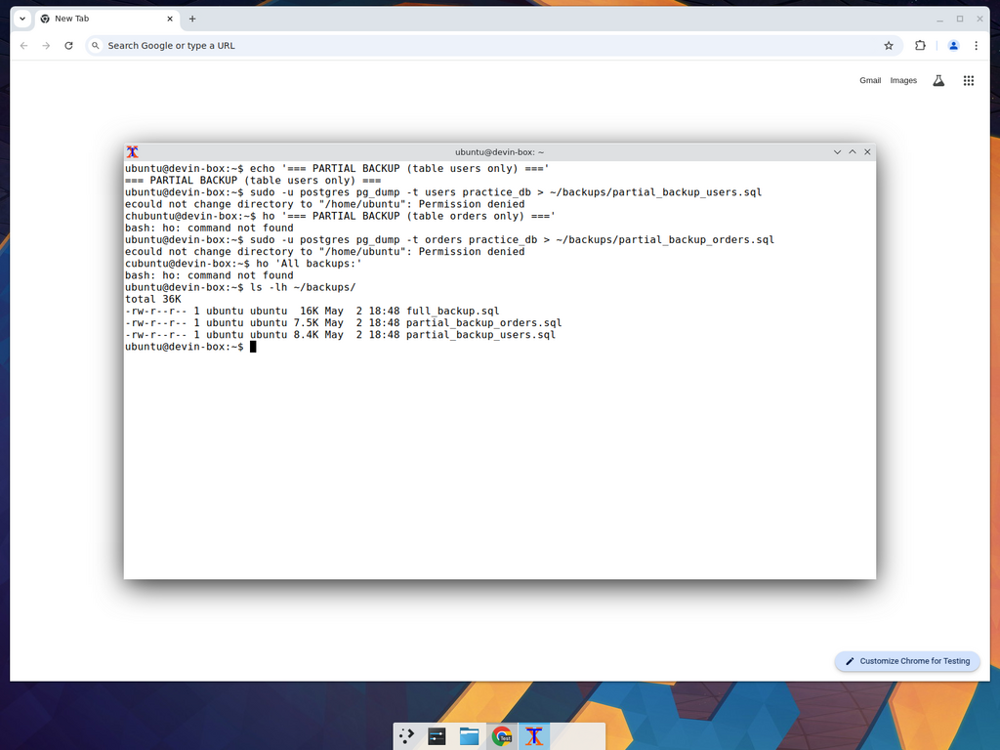 New Tab
Search Google or type a URL
Gmail Images
ubuntu@devin-box: ~
ubuntu@devin-box:~$ echo '=== PARTIAL BACKUP (table users only) ==='
=== PARTIAL BACKUP (table users only) ===
ubuntu@devin-box:~$ sudo -u postgres pg_dump -t users practice_db > ~/backups/partial_backup_users.sql
ecould not change directory to "/home/ubuntu": Permission denied
chubuntu@devin-box:~$ ho '=== PARTIAL BACKUP (table orders only) ==='
bash: ho: command not found
ubuntu@devin-box:~$ sudo -u postgres pg_dump -t orders practice_db > ~/backups/partial_backup_orders.sql
ecould not change directory to "/home/ubuntu": Permission denied
cubuntu@devin-box:~$ ho 'All backups:'
bash: ho: command not found
ubuntu@devin-box:~$ ls -lh ~/backups/
total 36K
-rw-r--r-- 1 ubuntu ubuntu  16K May  2 18:48 full_backup.sql
-rw-r--r-- 1 ubuntu ubuntu 7.5K May  2 18:48 partial_backup_orders.sql
-rw-r--r-- 1 ubuntu ubuntu 8.4K May  2 18:48 partial_backup_users.sql
ubuntu@devin-box:~$
Customize Chrome for Testing
Test